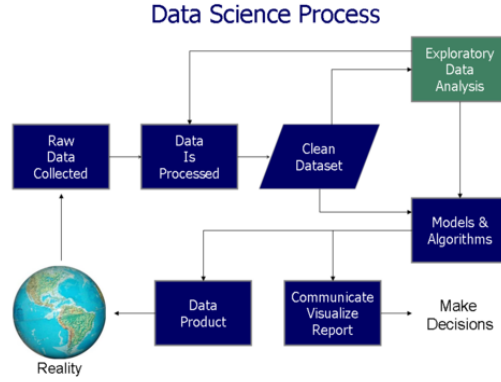 Data Science Process
Exploratory
Data
Analysis
Raw
Data
Collected
Data
Is
Processed
Clean
Dataset
Models &
Algorithms
Data
Product
Communicate
Visualize
Report
Make
Decisions
Reality